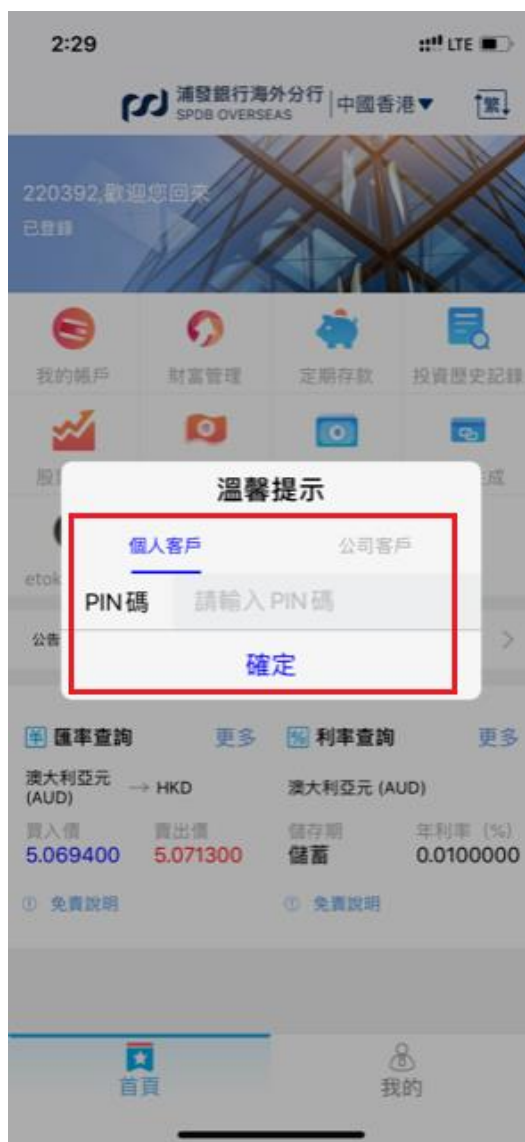 2:29
LTE
浦發銀行海外分行
SPDB OVERSEAS
中國香港▼
繁
220392,歡迎您回來
已登錄
我的帳戶
財富管理
定期存款
投資歷史記錄
股
生成
溫馨提示
個人客戶
公司客戶
etok
PIN碼
請輸入PIN碼
公告
確定
匯率查詢
更多
利率查詢
更多
澳大利亞元
(AUD)
→ HKD
澳大利亞元 (AUD)
買入價
賣出價
儲存期
年利率（%）
5.069400
5.071300
儲蓄
0.0100000
免責說明
免責說明
首頁
我的